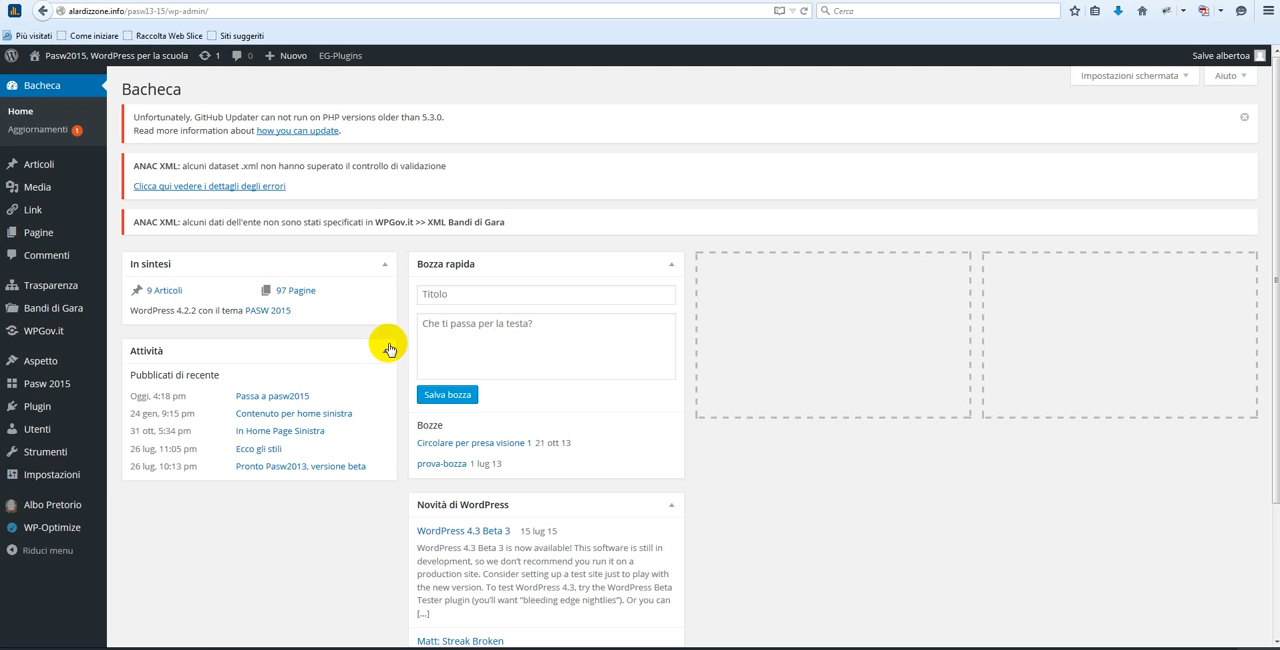 alardizzone.info/pasw13-15/wp-admin/
Cerca
Più visitati
Come iniziare
Raccolta Web Slice
Siti suggeriti
Pasw2015, WordPress per la scuola
1
0
Nuovo
EG-Plugins
Salve albertoa
Bacheca
Home
Aggiornamenti 1
Articoli
Media
Link
Pagine
Commenti
Trasparenza
Bandi di Gara
WPGov.it
Aspetto
Pasw 2015
Plugin
Utenti
Strumenti
Impostazioni
Albo Pretorio
WP-Optimize
Riduci menu
Impostazioni schermata
Aiuto
Bacheca
Unfortunately, GitHub Updater can not run on PHP versions older than 5.3.0.
Read more information about how you can update.
ANAC XML: alcuni dataset .xml non hanno superato il controllo di validazione
Clicca qui vedere i dettagli degli errori
ANAC XML: alcuni dati dell'ente non sono stati specificati in WPGov.it >> XML Bandi di Gara
In sintesi
9 Articoli
97 Pagine
WordPress 4.2.2 con il tema PASW 2015
Attività
Pubblicati di recente
Oggi, 4:18 pm Passa a pasw2015
24 gen, 9:15 pm Contenuto per home sinistra
31 ott, 5:34 pm In Home Page Sinistra
26 lug, 11:05 pm Ecco gli stili
26 lug, 10:13 pm Pronto Pasw2013, versione beta
Bozza rapida
Titolo
Che ti passa per la testa?
Salva bozza
Bozze
Circolare per presa visione 1 21 ott 13
prova-bozza 1 lug 13
Novità di WordPress
WordPress 4.3 Beta 3 15 lug 15
WordPress 4.3 Beta 3 is now available! This software is still in
development, so we don't recommend you run it on a
production site. Consider setting up a test site just to play with
the new version. To test WordPress 4.3, try the WordPress Beta
Tester plugin (you'll want "bleeding edge nightlies"). Or you can
[...]
Matt: Streak Broken